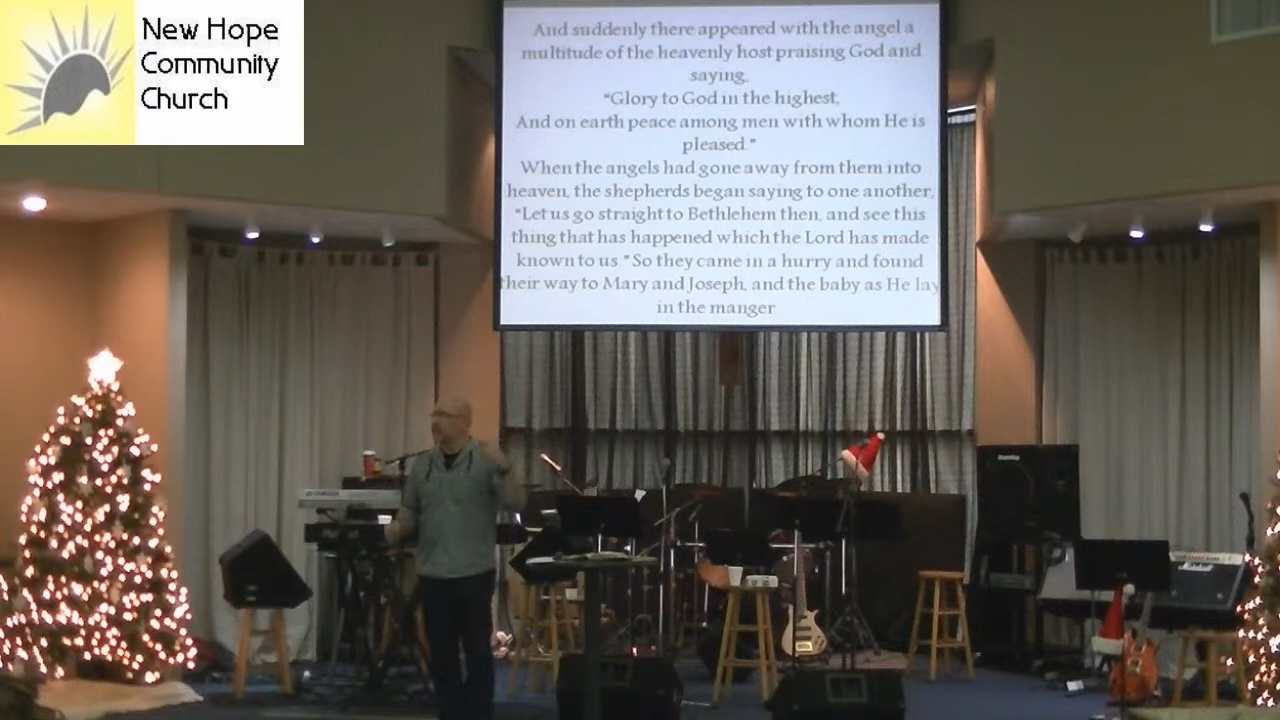 New Hope
Community
Church
And suddenly there appeared with the angel a
multitude of the heavenly host praising God and
saying,
"Glory to God in the highest,
And on earth peace among men with whom He is
pleased."
When the angels had gone away from them into
heaven, the shepherds began saying to one another,
"Let us go straight to Bethlehem then, and see this
thing that has happened which the Lord has made
known to us." So they came in a hurry and found
their way to Mary and Joseph, and the baby as He lay
in the manger